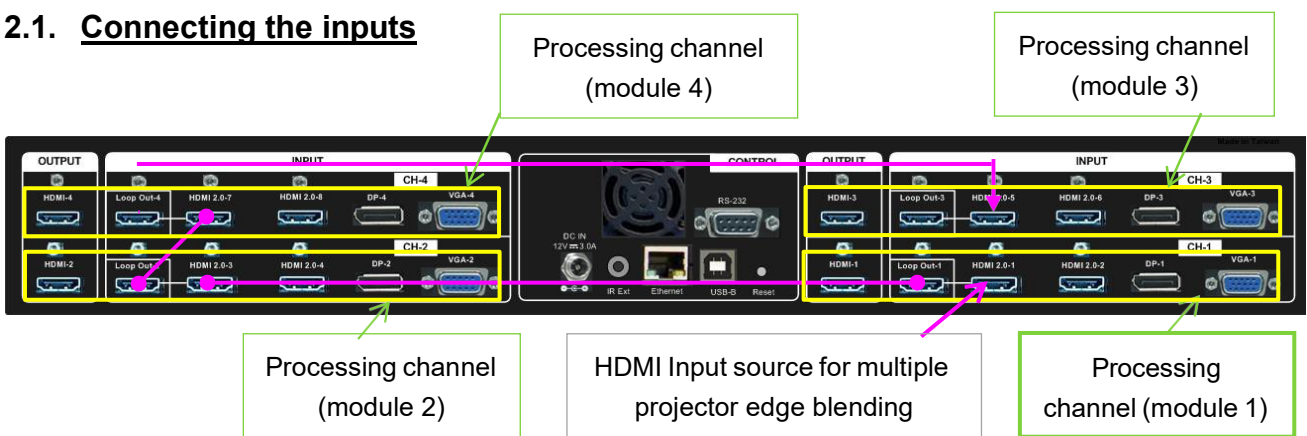 2.1. Connecting the inputs
Processing channel
(module 4)
Processing channel
(module 3)
Made in Taiwan
OUTPUT
INPUT
CONTROL
OUTPUT
INPUT
CH-4
CH-3
HDMI-4
Loop Out-4
HDMI 2.0-7
HDMI 2.0-8
DP-4
VGA-4
RS-232
HDMI-3
Loop Out-3
HDMI 2.0-5
HDMI 2.0-6
DP-3
VGA-3
DC IN
12V 3.0A
CH-2
CH-1
HDMI-2
Loop Out-
HDMI 2.0-3
HDMI 2.0-4
DP-2
VGA-2
HDMI-1
Loop Out-1
HDMI 2.0-1
HDMI 2.0-2
DP-1
VGA-1
IR Ext
Ethernet
USB-B
Reset
Processing channel
(module 2)
HDMI Input source for multiple
projector edge blending
Processing
channel (module 1)